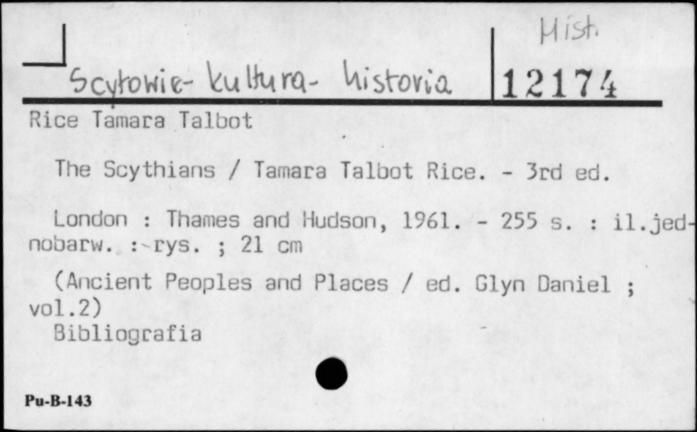 Hist.
Scytowie- kultura- historia
12174
Rice Tamara Talbot
The Scythians / Tamara Talbot Rice. - 3rd ed.
London : Thames and Hudson, 1961. - 255 s. : il.jed-
nobarw. : rys. ; 21 cm
(Ancient Peoples and Places / ed. Glyn Daniel ;
vol.2)
Bibliografia
Pu-B-143